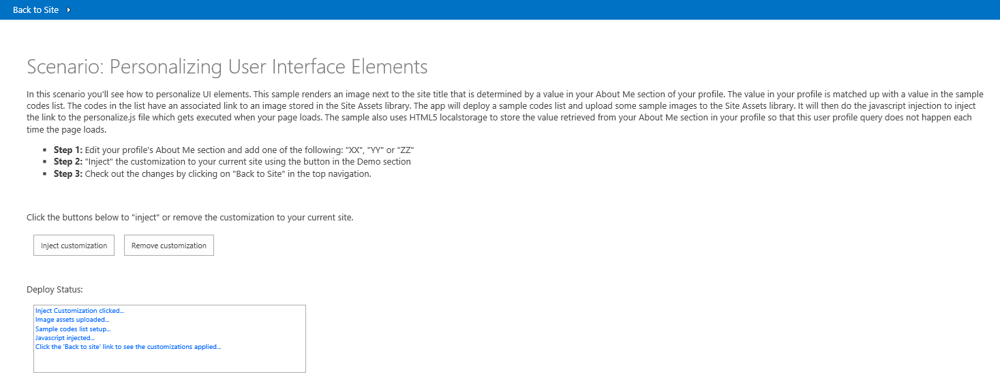 Back to Site
Scenario: Personalizing User Interface Elements
In this scenario you'll see how to personalize UI elements. This sample renders an image next to the site title that is determined by a value in your About Me section of your profile. The value in your profile is matched up with a value in the sample
codes list. The codes in the list have an associated link to an image stored in the Site Assets library. The app will deploy a sample codes list and upload some sample images to the Site Assets library. It will then do the javascript injection to inject
the link to the personalize.js file which gets executed when your page loads. The sample also uses HTML5 localstorage to store the value retrieved from your About Me section in your profile so that this user profile query does not happen each
time the page loads.
Step 1: Edit your profile's About Me section and add one of the following: "XX", "YY" or "ZZ"
Step 2: "Inject" the customization to your current site using the button in the Demo section
Step 3: Check out the changes by clicking on "Back to Site" in the top navigation.
Click the buttons below to "inject" or remove the customization to your current site.
Inject customization Remove customization
Deploy Status:
Inject Customization clicked...
Image assets uploaded...
Sample codes list setup...
Javascript injected...
Click the 'Back to site' link to see the customizations applied...